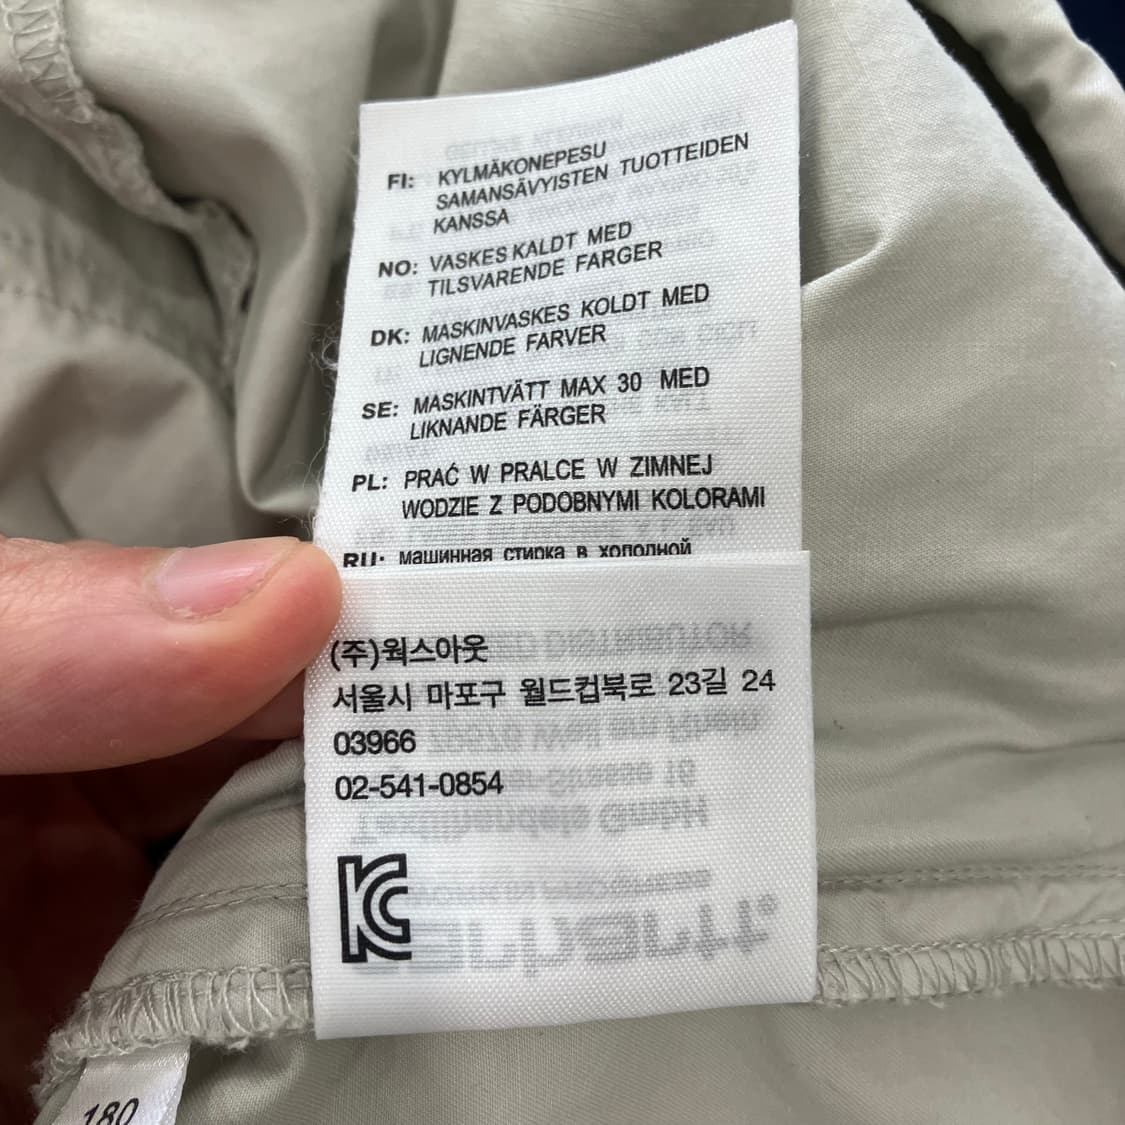 FI: KYLMÄKONEPESU
SAMANSÄVYISTEN TUOTTEIDEN
KANSSA
NO: VASKES KALDT MED
TILSVARENDE FARGER
DK: MASKINVASKES KOLDT MED
LIGNENDE FARVER
SE: MASKINTVÄTT MAX 30 MED
LIKNANDE FÄRGER
PL: PRAĆ W PRALCE W ZIMNEJ
WODZIE Z PODOBNYMI KOLORAMI
RU: машинная стирка в холодной
(주)웍스아웃
서울시 마포구 월드컵북로 23길 24
03966
02-541-0854
KC
180